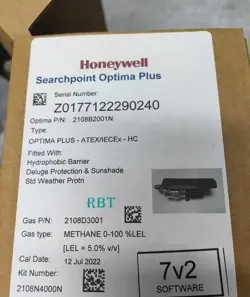 Honeywell
Searchpoint Optima Plus
Serial Number:
Z0177122290240
Optima P/N: 2108B2001N
Type:
OPTIMA PLUS - ATEX/IECEx - HC
Fitted With:
Hydrophobic Barrier
Deluge Protection & Sunshade
Std Weather Protn
RBT
Gas P/N: 2108D3001
Gas type: METHANE 0-100 %LEL
[LEL = 5.0% v/v]
Cal Date: 12 Jul 2022
Kit Number:
2108N4000N
7v2
SOFTWARE